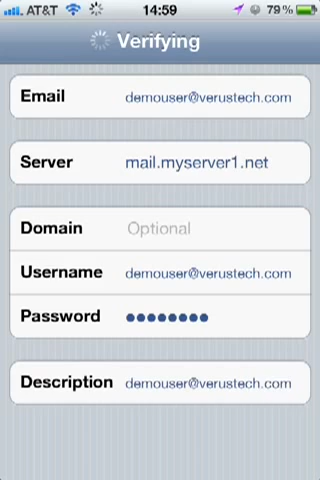 AT&T 14:59 79%
Verifying
Email demouser@verustech.com
Server mail.myserver1.net
Domain Optional
Username demouser@verustech.com
Password ●●●●●●●●
Description demouser@verustech.com